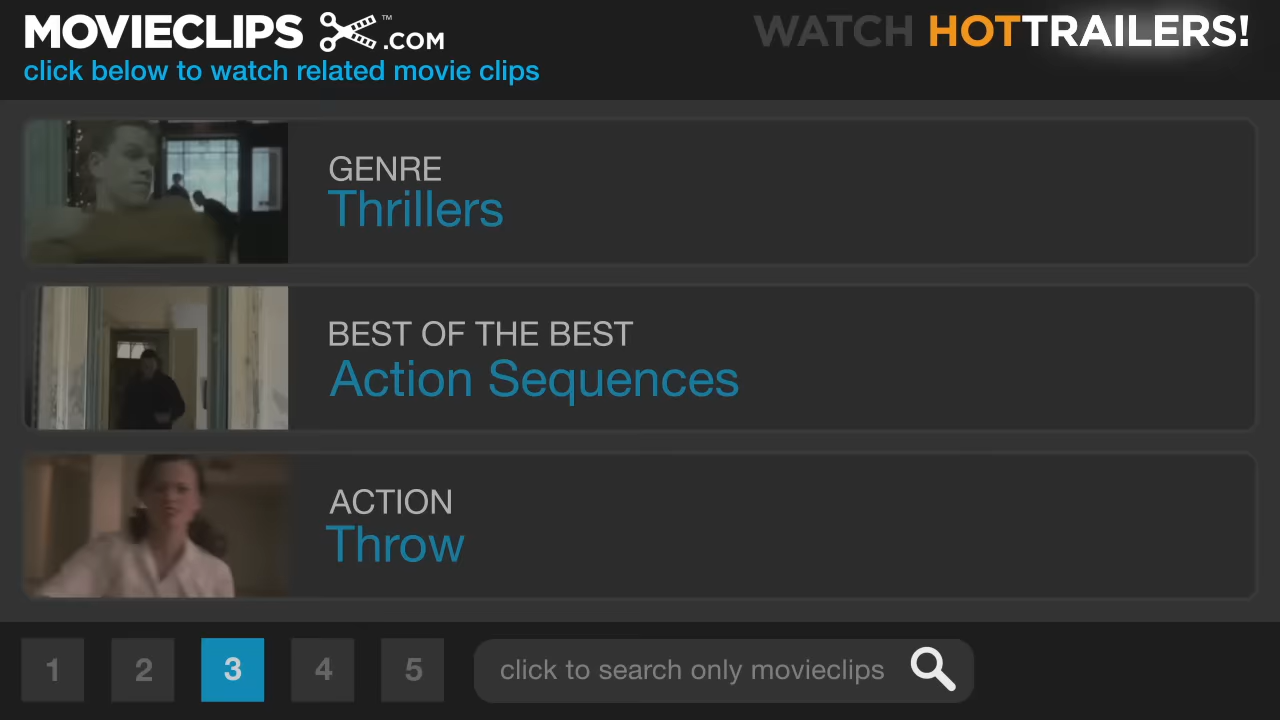 MOVIECLIPS ™ .COM
WATCH HOTTRAILERS!
click below to watch related movie clips
GENRE
Thrillers
BEST OF THE BEST
Action Sequences
ACTION
Throw
1 2 3 4 5
click to search only movieclips